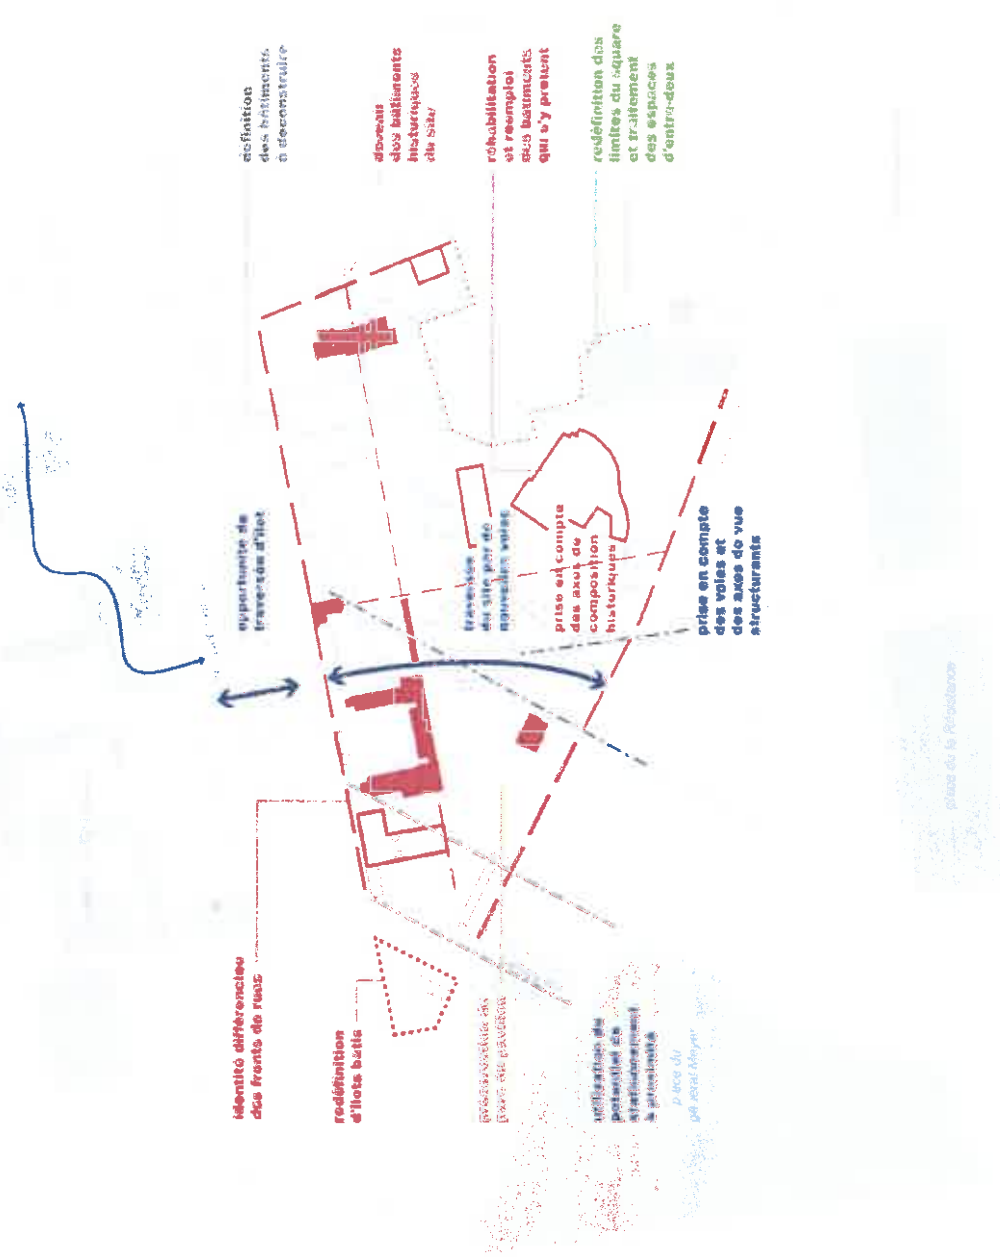 définition
des bâtiments
à déconstruire
devenir
des bâtiments
historiques
du site
réhabilitation
et réemploi
des bâtiments
qui s'y prêtent
redéfinition des
limites du square
et traitement
des espaces
d'entre-deux
opportunité de
traversée d'îlot
traversée
du site par de
nouvelles voies
prise en compte
des axes de
composition
historiques
prise en compte
des voies et
des axes de vue
structurants
identité différenciée
des fronts de rues
redéfinition
d'îlots bâtis
utilisation du
potentiel de
stationnement
à proximité
place du
général Meyer
place de la Résistance